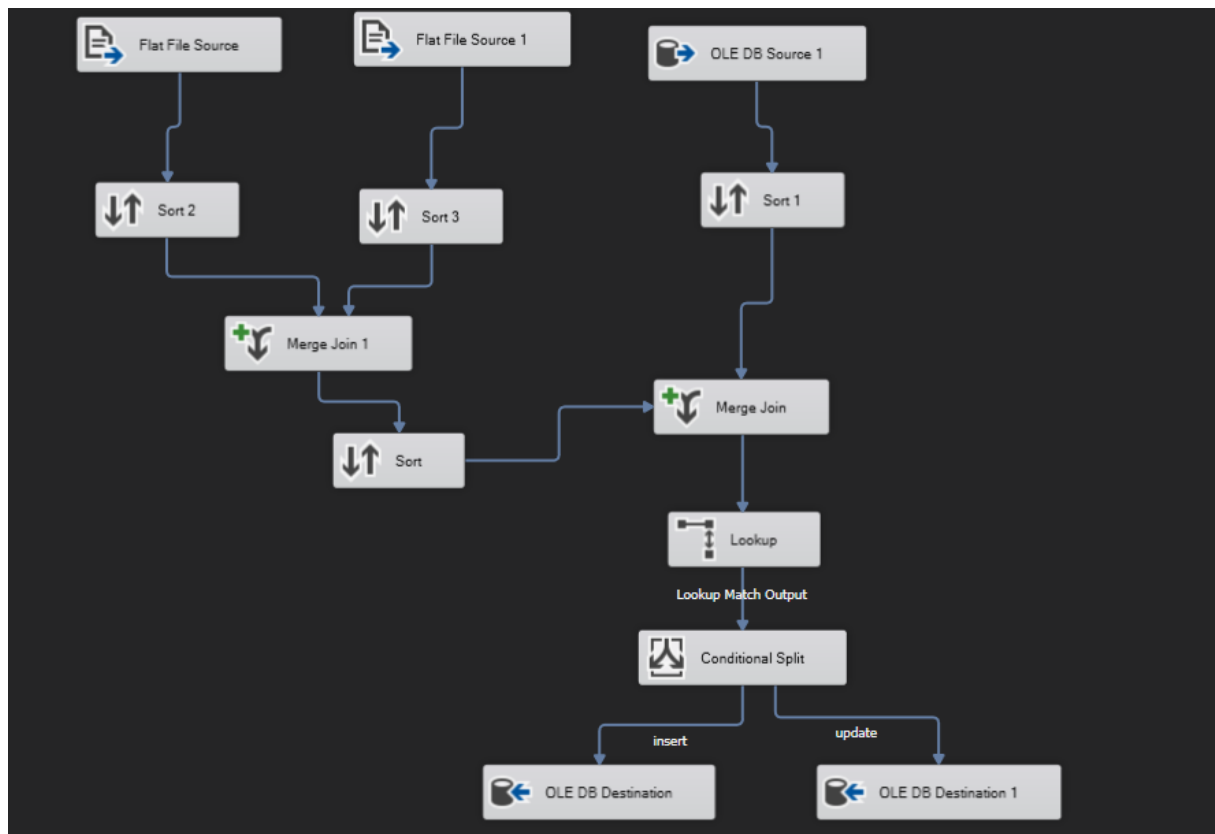 Flat File Source
Flat File Source 1
OLE DB Source 1
Sort 2
Sort 3
Sort 1
Merge Join 1
Merge Join
Sort
Lookup
Lookup Match Output
Conditional Split
insert
update
OLE DB Destination
OLE DB Destination 1